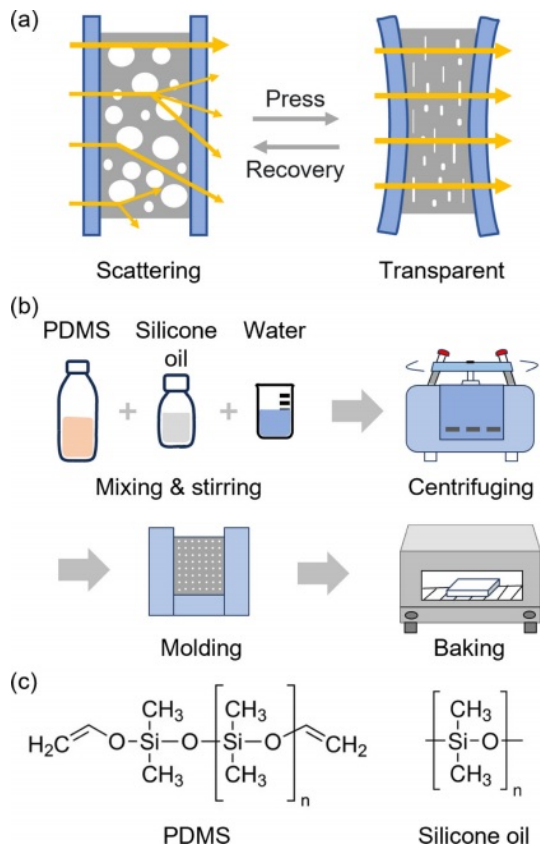 (a)
Press
Recovery
Scattering
Transparent
(b)
PDMS
Silicone
oil
Water
+
+
Mixing & stirring
Centrifuging
Molding
Baking
(c)
CH3
CH3
H2C
O
Si
O
Si
O
CH2
CH3
CH3
n
PDMS
CH3
Si
O
CH3
n
Silicone oil